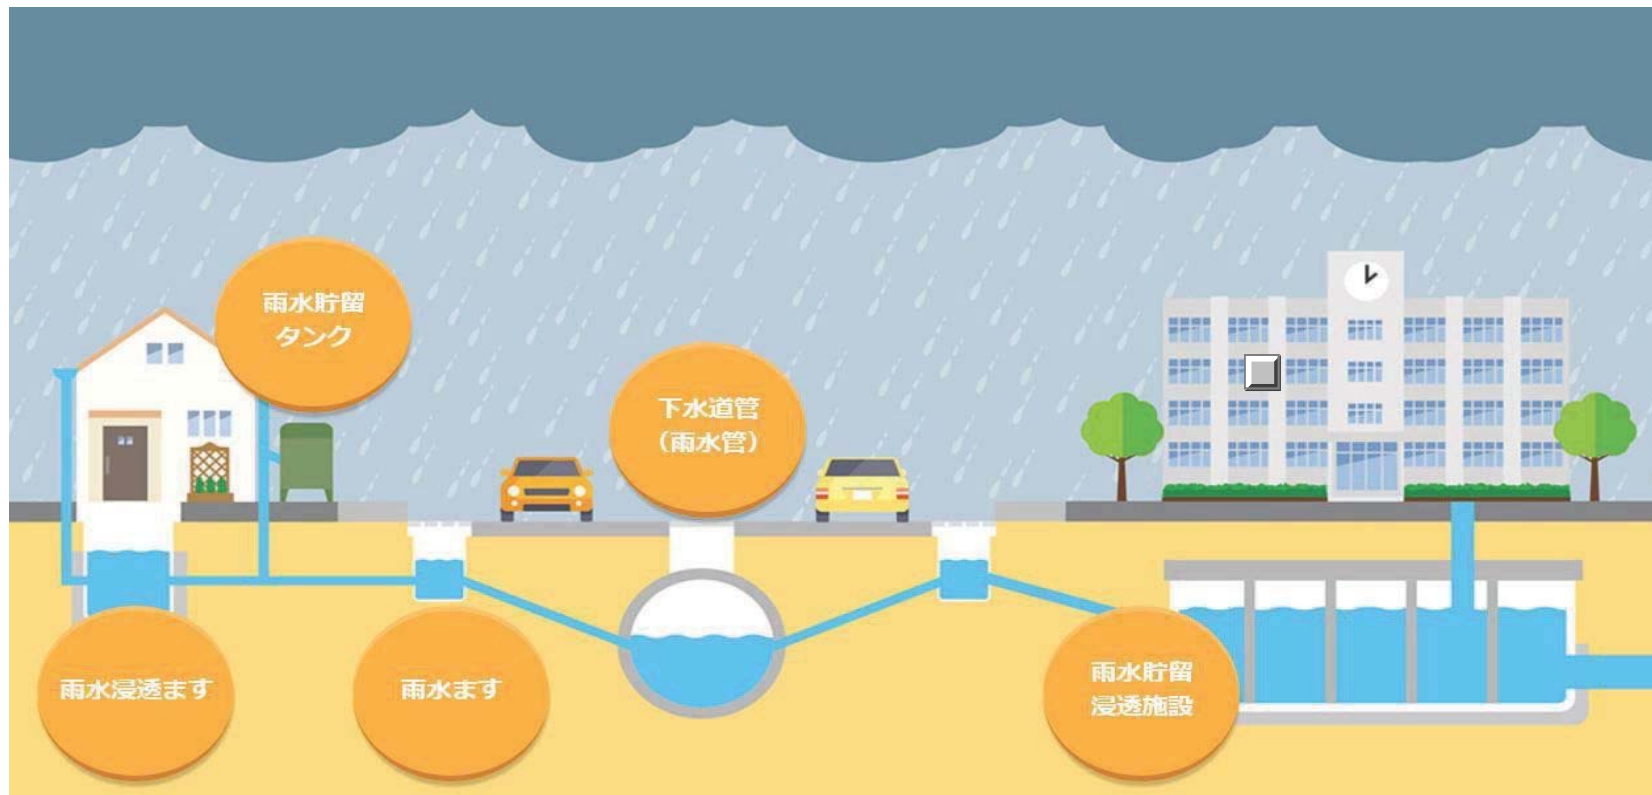 雨水貯留
タンク
下水道管
（雨水管）
雨水浸透ます
雨水ます
雨水貯留
浸透施設